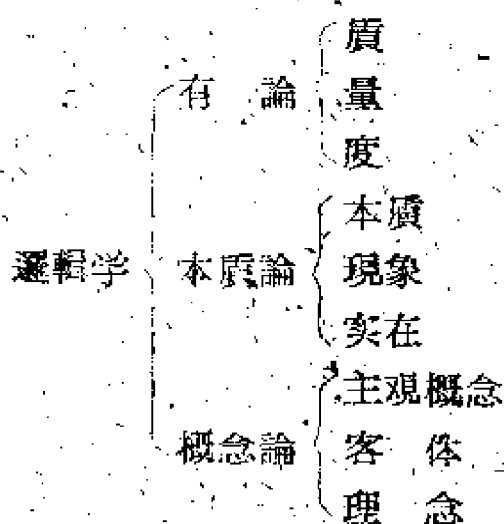 質
有 論 量
度
本質
邏輯学 本質論 現象
实在
主观概念
概念論 客 体
理 念